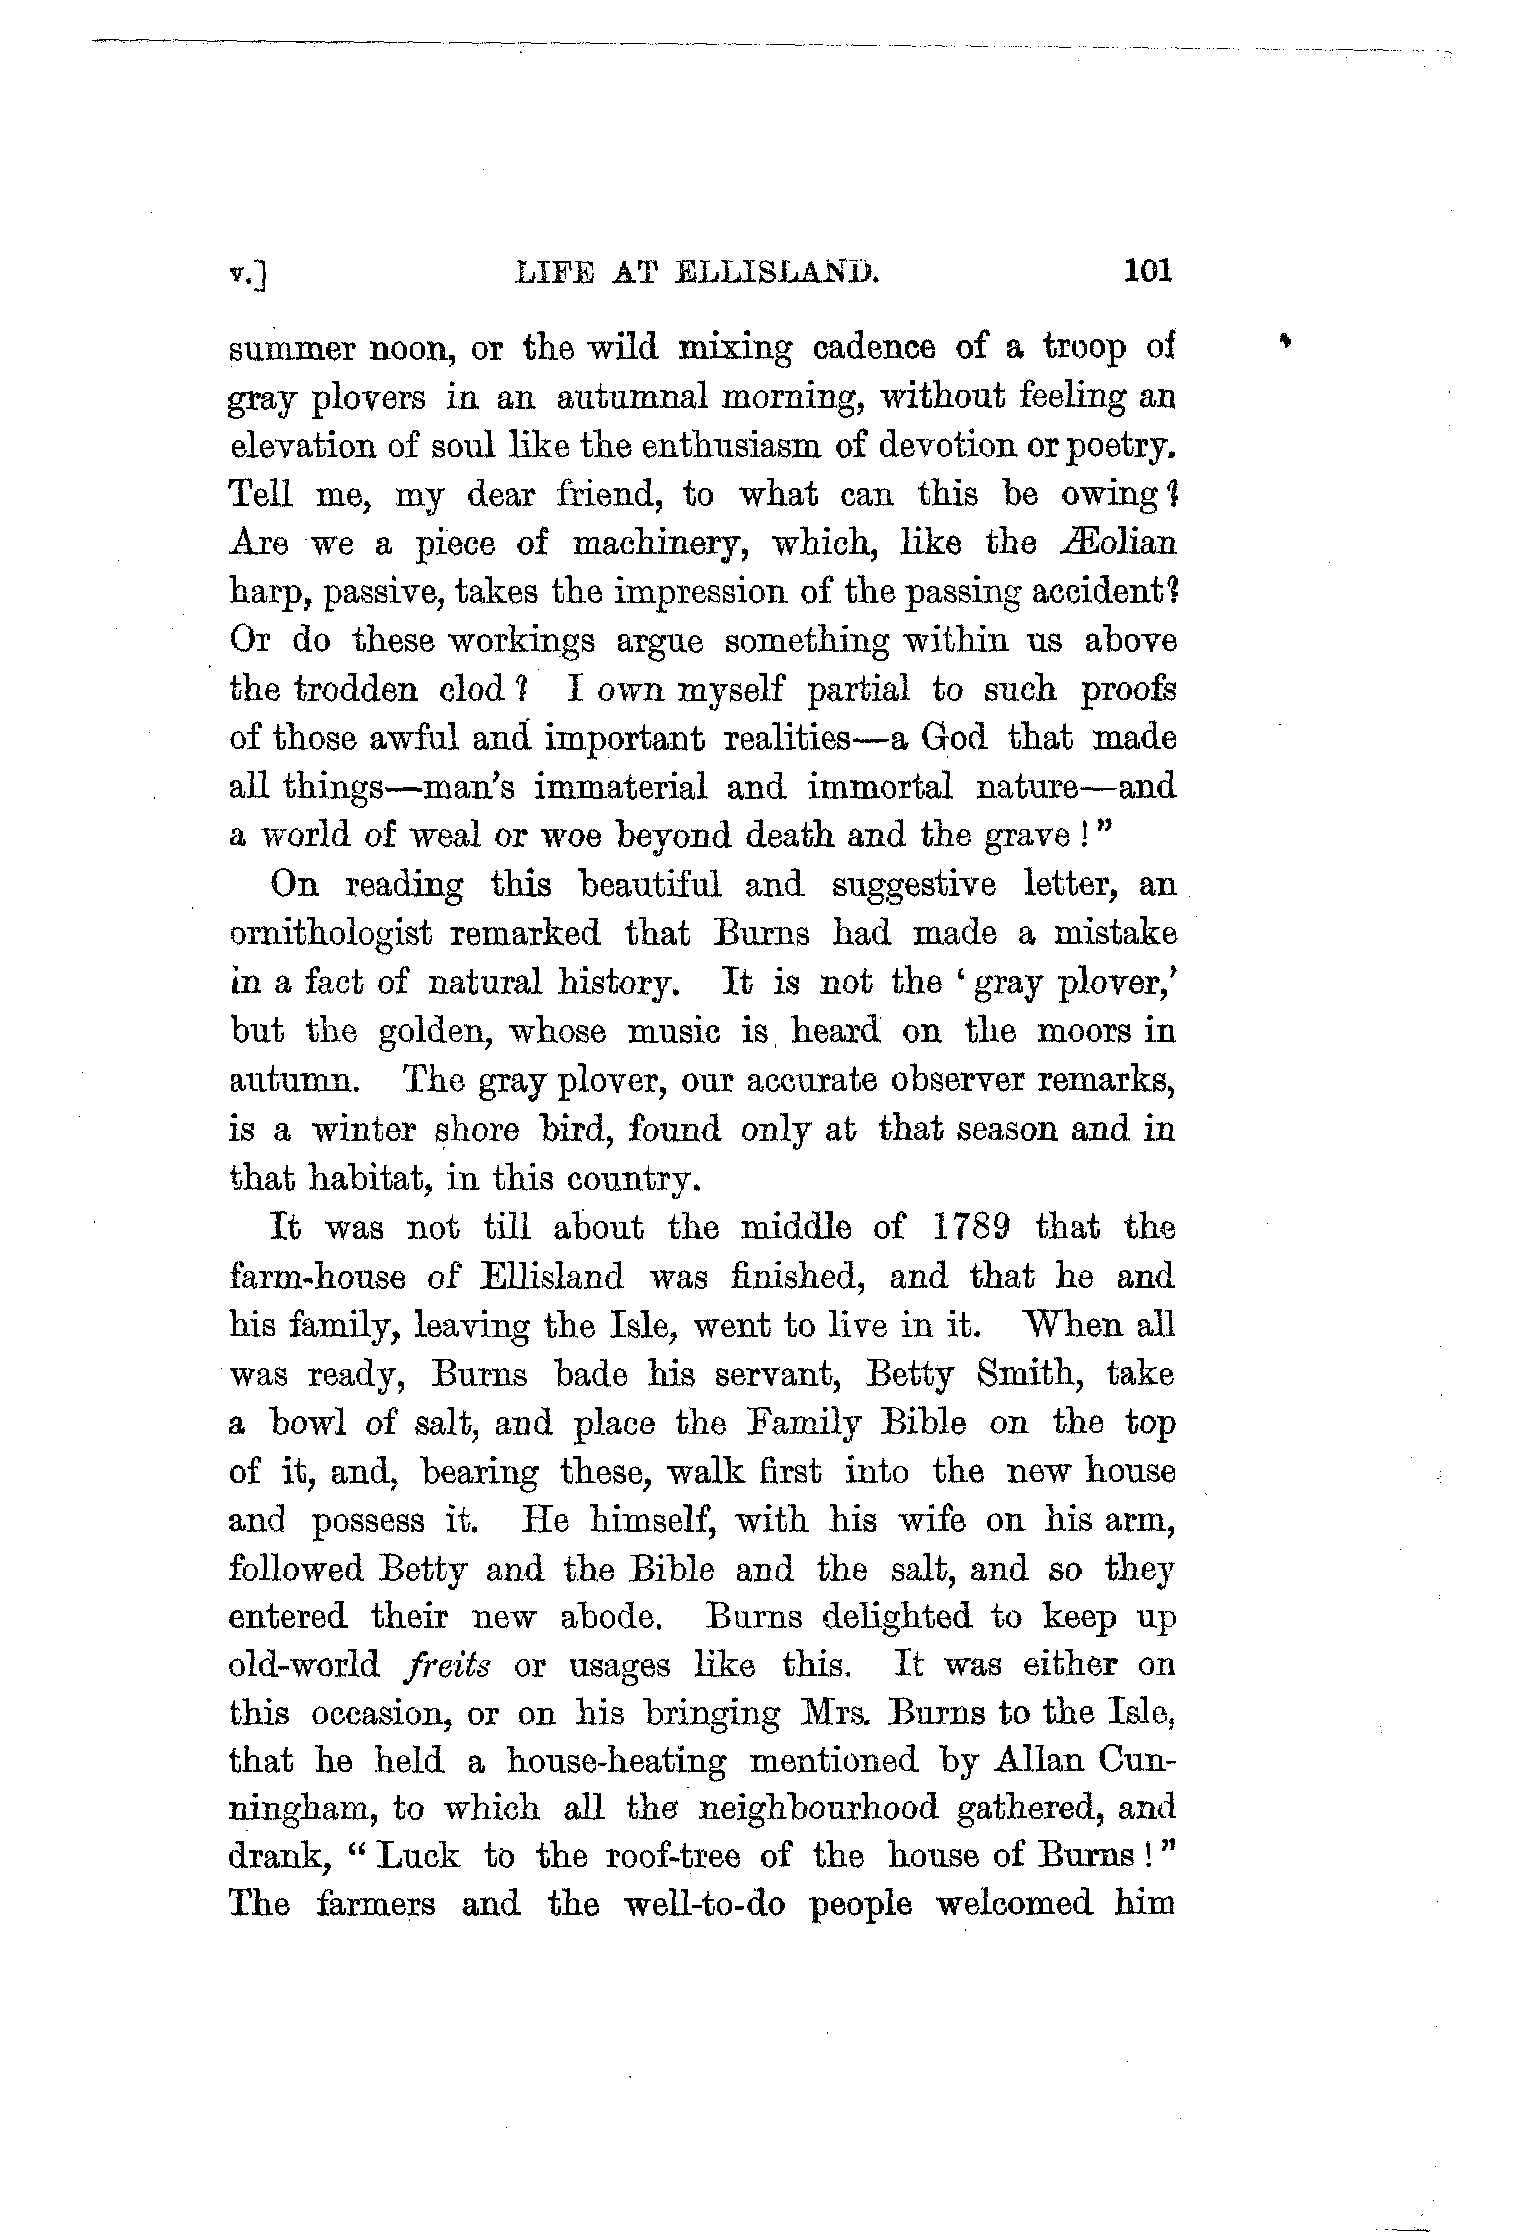 v.] LIFE AT ELLISLAND. 101
summer noon, or the wild mixing cadence of a troop of
gray plovers in an autumnal morning, without feeling an
elevation of soul like the enthusiasm of devotion or poetry.
Tell me, my dear friend, to what can this be owing?
Are we a piece of machinery, which, like the Æolian
harp, passive, takes the impression of the passing accident?
Or do these workings argue something within us above
the trodden clod? I own myself partial to such proofs
of those awful and important realities—a God that made
all things—man's immaterial and immortal nature—and
a world of weal or woe beyond death and the grave!"
On reading this beautiful and suggestive letter, an
ornithologist remarked that Burns had made a mistake
in a fact of natural history. It is not the 'gray plover,'
but the golden, whose music is heard on the moors in
autumn. The gray plover, our accurate observer remarks,
is a winter shore bird, found only at that season and in
that habitat, in this country.
It was not till about the middle of 1789 that the
farm-house of Ellisland was finished, and that he and
his family, leaving the Isle, went to live in it. When all
was ready, Burns bade his servant, Betty Smith, take
a bowl of salt, and place the Family Bible on the top
of it, and, bearing these, walk first into the new house
and possess it. He himself, with his wife on his arm,
followed Betty and the Bible and the salt, and so they
entered their new abode. Burns delighted to keep up
old-world freits or usages like this. It was either on
this occasion, or on his bringing Mrs. Burns to the Isle,
that he held a house-heating mentioned by Allan Cun-
ningham, to which all the neighbourhood gathered, and
drank, "Luck to the roof-tree of the house of Burns!"
The farmers and the well-to-do people welcomed him